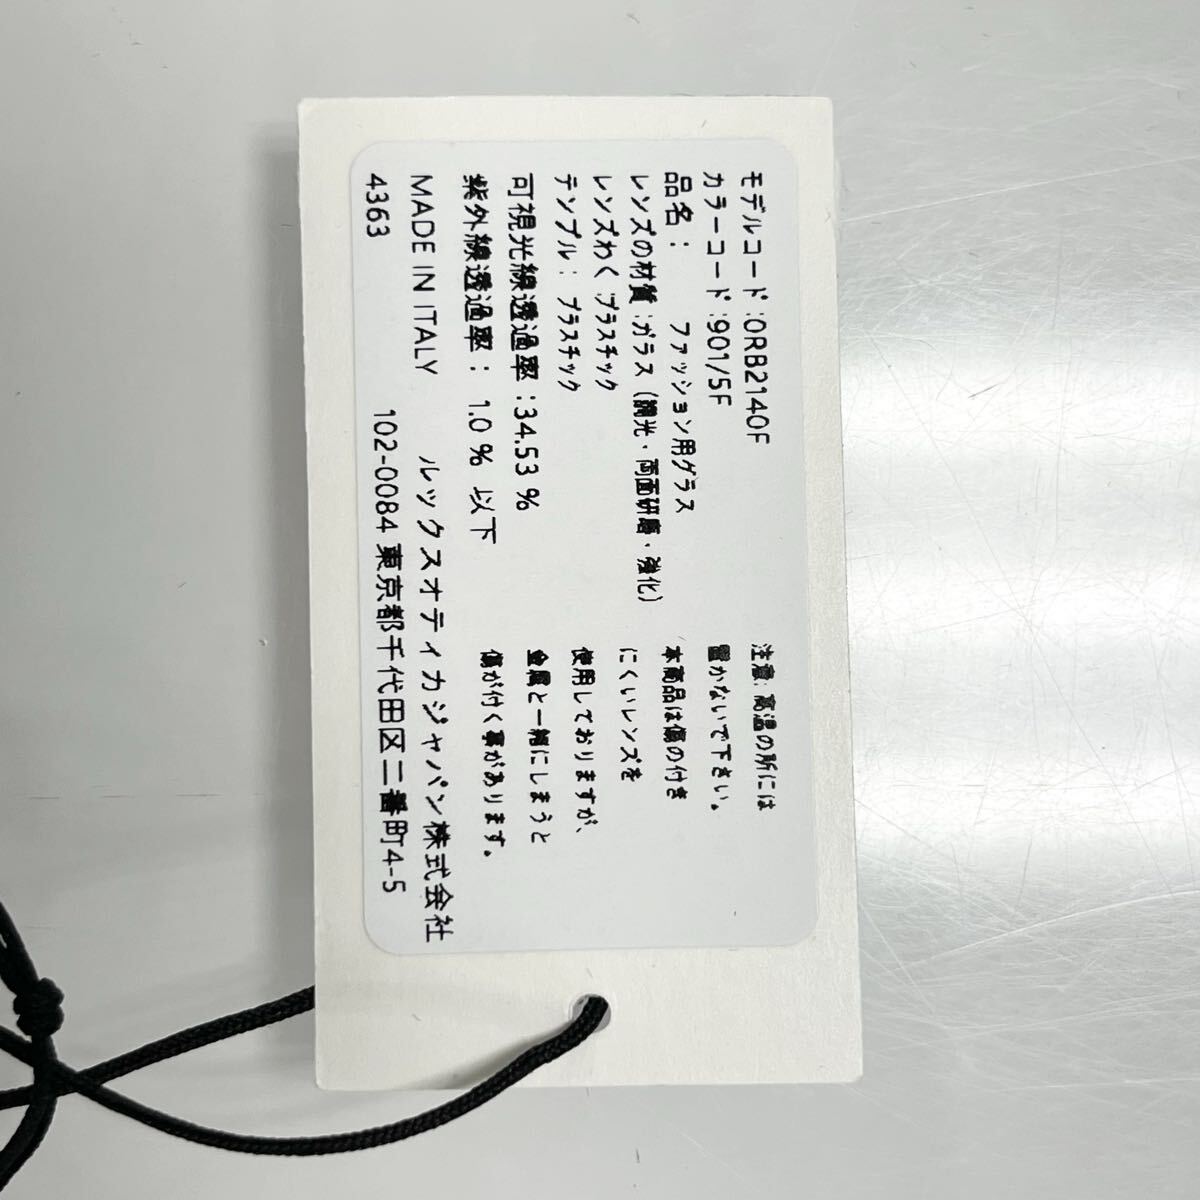 モデルコード :0RB2140F
カラーコード :901/5F
品名: ファッション用グラス
レンズの材質 :ガラス (調光・両面研磨・強化)
レンズわく :プラスチック
テンプル: プラスチック
可視光線透過率 :34.53 %
紫外線透過率: 1.0 % 以下
MADE IN ITALY ルックスオティカジャパン株式会社
4363 102-0084 東京都千代田区二番町4-5
注意: 高温の所には
置かないで下さい。
本商品は傷の付き
にくいレンズを
使用しておりますが、
金属と一緒にしまうと
傷が付く事があります。